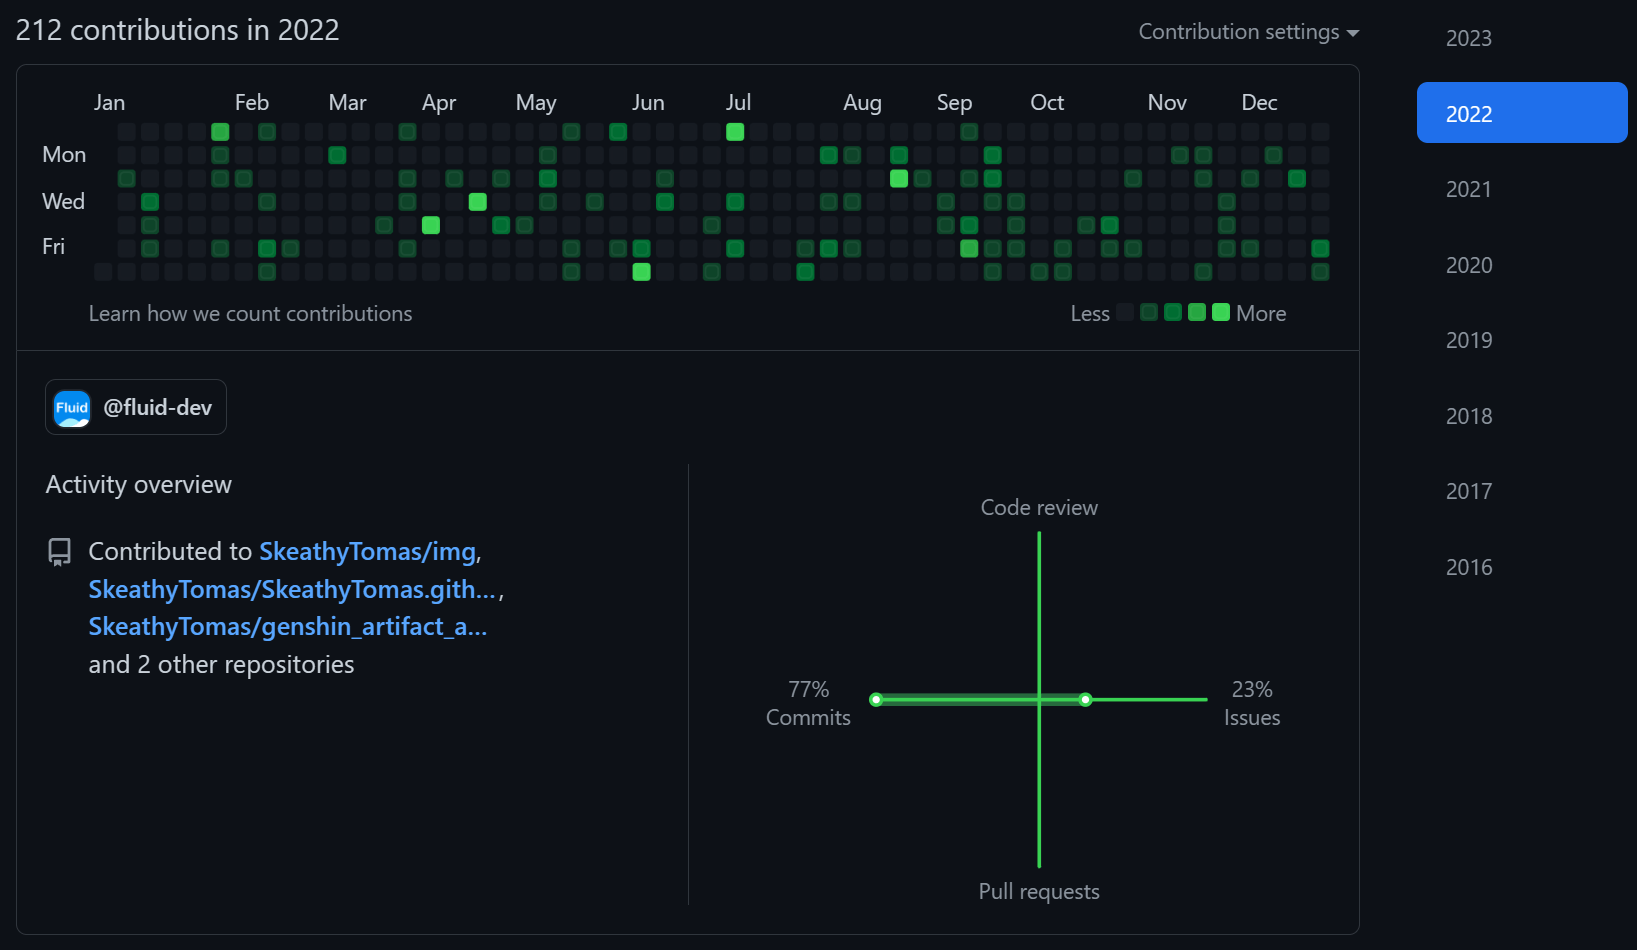 212 contributions in 2022
Contribution settings
Jan Feb Mar Apr May Jun Jul Aug Sep Oct Nov Dec
Mon
Wed
Fri
Learn how we count contributions
Less More
Fluid @fluid-dev
Activity overview
Contributed to SkeathyTomas/img,
SkeathyTomas/SkeathyTomas.gith...,
SkeathyTomas/genshin_artifact_a...
and 2 other repositories
Code review
77%
Commits
23%
Issues
Pull requests
2023
2022
2021
2020
2019
2018
2017
2016